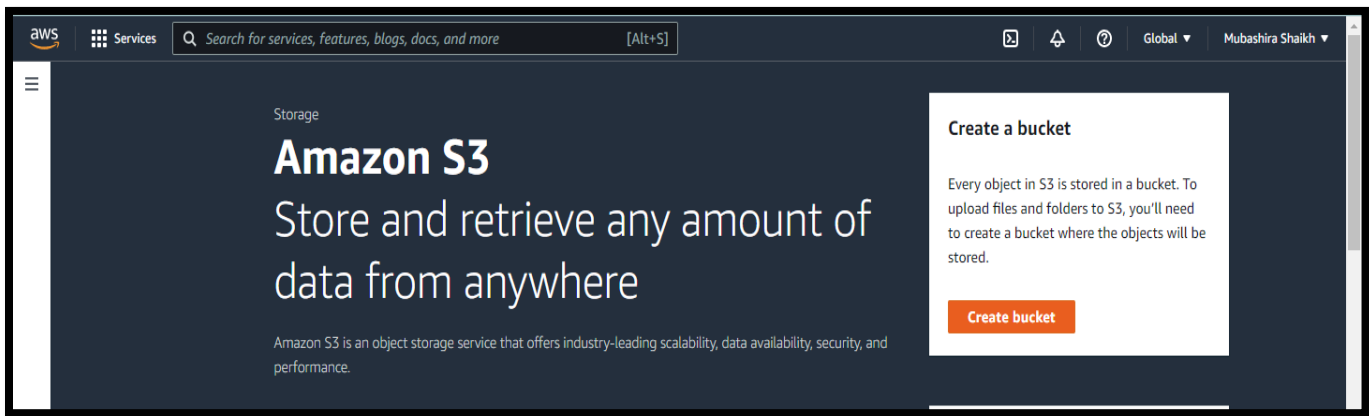 aws Services Search for services, features, blogs, docs, and more [Alt+S] Global ▼ Mubashira Shaikh ▼
Storage
Amazon S3
Store and retrieve any amount of
data from anywhere
Amazon S3 is an object storage service that offers industry-leading scalability, data availability, security, and
performance.
Create a bucket
Every object in S3 is stored in a bucket. To
upload files and folders to S3, you'll need
to create a bucket where the objects will be
stored.
Create bucket